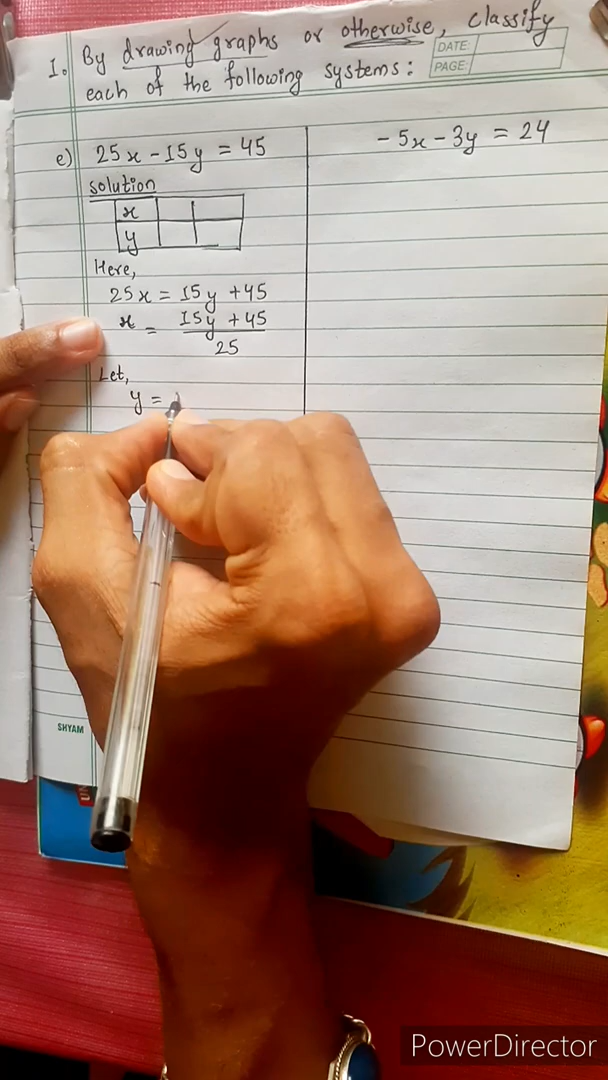 1. By drawing graphs or otherwise, classify
each of the following systems:
DATE:
PAGE:
e) 25x - 15y = 45
- 5x - 3y = 24
solution
x
y
Here,
25x = 15y + 45
x = 15y + 45
25
Let,
y =
SHYAM
PowerDirector